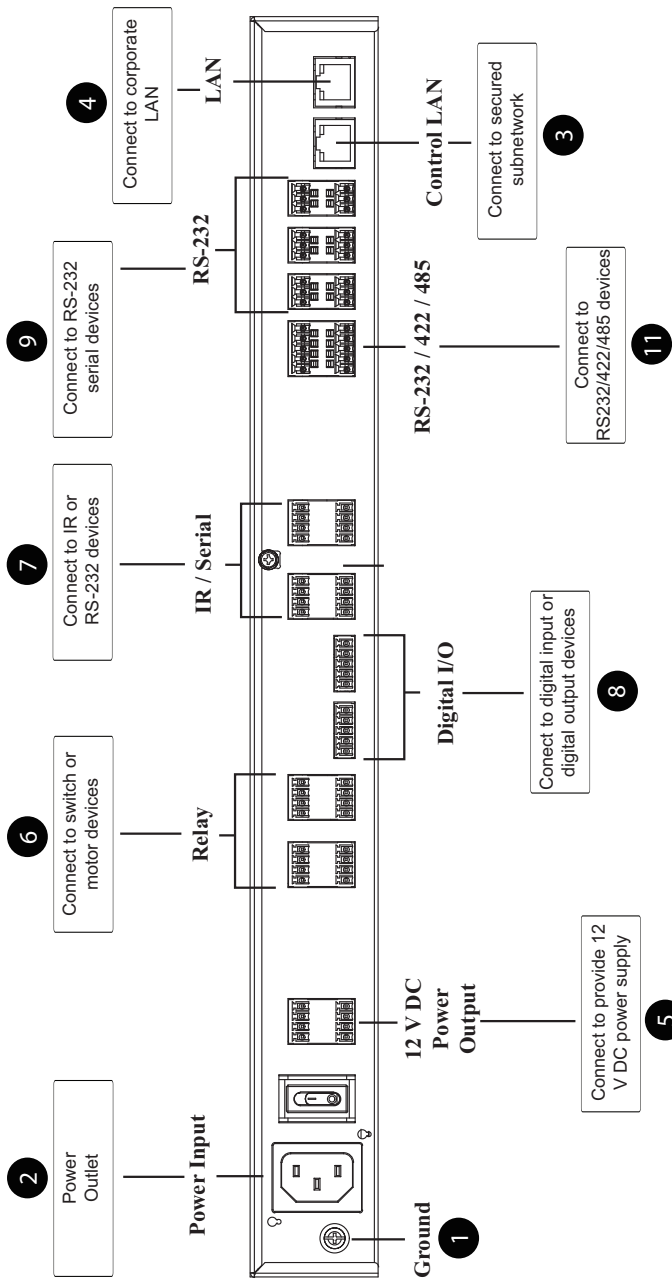 2
Power
Outlet
Power Input
6
Connect to switch or
motor devices
Relay
7
Connect to IR or
RS-232 devices
IR / Serial
9
Connect to RS-232
serial devices
RS-232
4
Connect to corporate
LAN
LAN
Ground
1
12 V DC
Power
Output
Connect to provide 12
V DC power supply
5
Digital I/O
Conect to digital input or
digital output devices
8
RS-232 / 422 / 485
Connect to
RS232/422/485 devices
11
Control LAN
Connect to secured
subnetwork
3